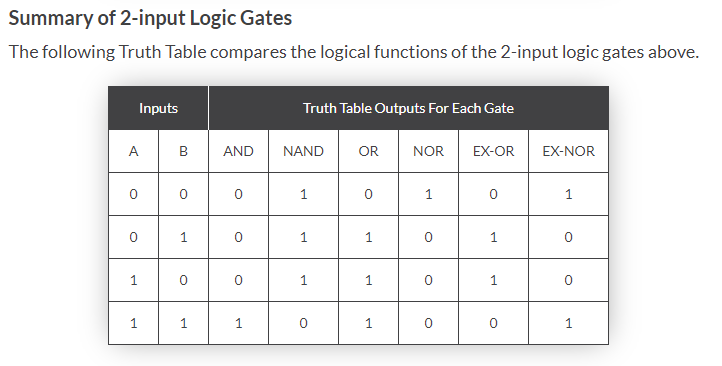 Summary of 2-input Logic Gates
The following Truth Table compares the logical functions of the 2-input logic gates above.
Inputs Truth Table Outputs For Each Gate
A B AND NAND OR NOR EX-OR EX-NOR
0 0 0 1 0 1 0 1
0 1 0 1 1 0 1 0
1 0 0 1 1 0 1 0
1 1 1 0 1 0 0 1